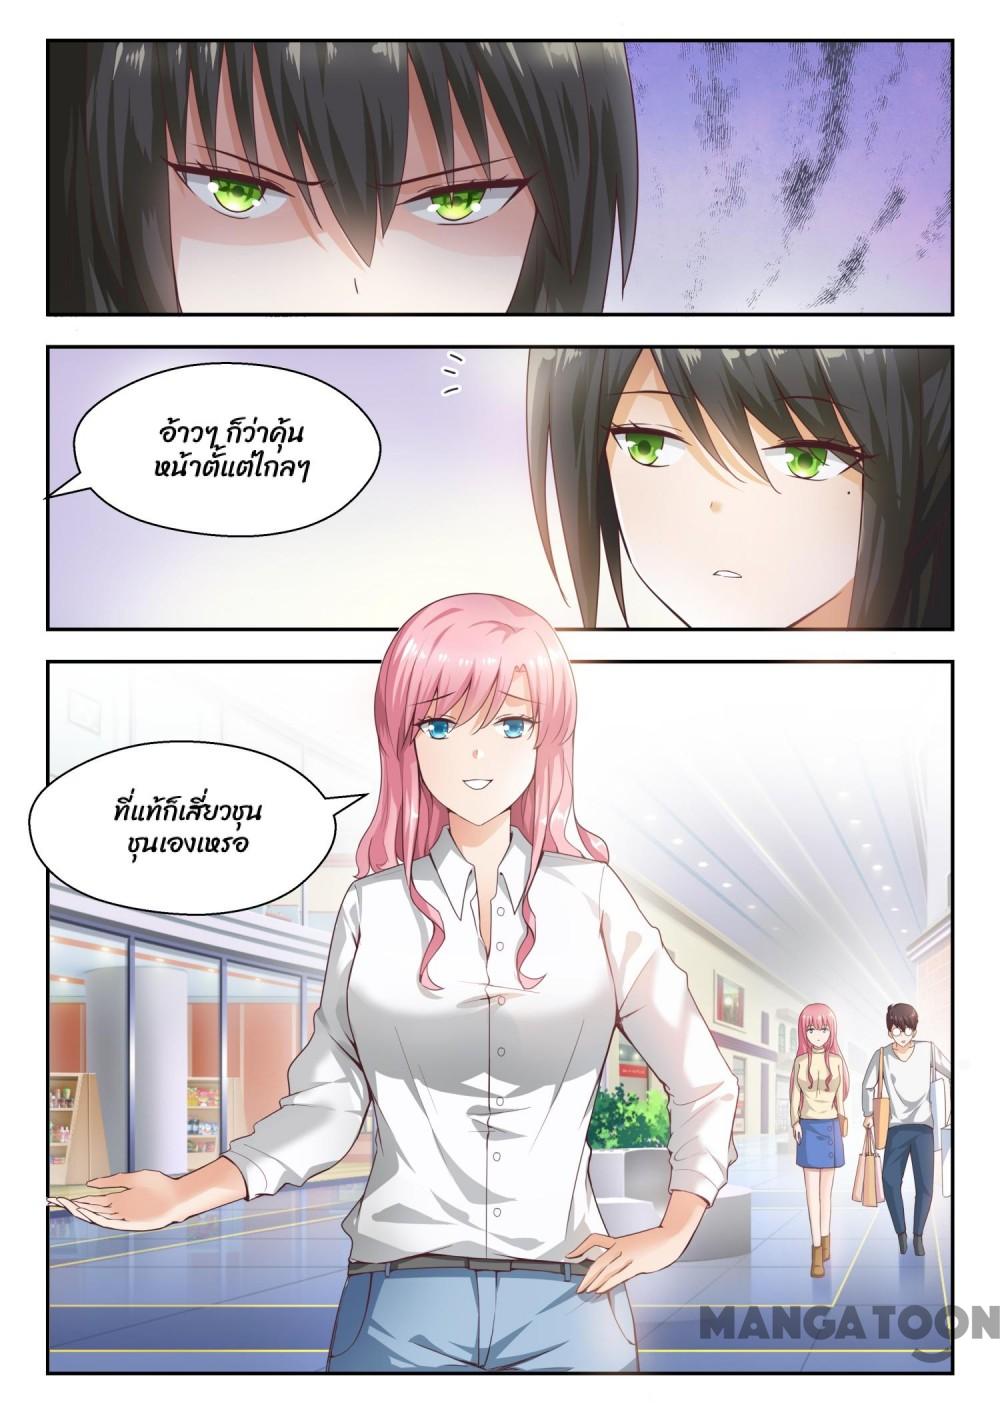 อ้าวๆ ก็ว่าคุ้น
หน้าตั้แต่ไกลๆ
ที่แท้ก็เสี่ยวชุน
ชุนเองเหรอ
MANGATOON